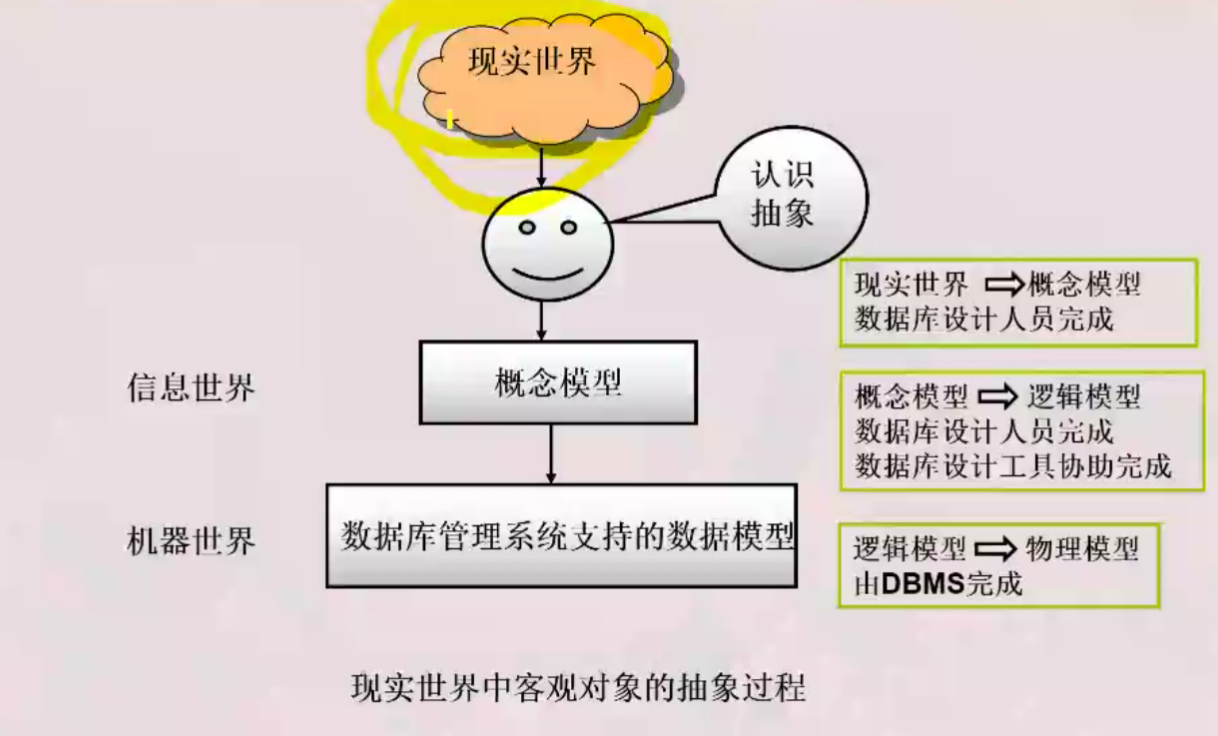 现实世界
认识
抽象
现实世界 ⇨概念模型
数据库设计人员完成
信息世界
概念模型
概念模型 ⇨ 逻辑模型
数据库设计人员完成
数据库设计工具协助完成
机器世界
数据库管理系统支持的数据模型
逻辑模型 ⇨ 物理模型
由DBMS完成
现实世界中客观对象的抽象过程